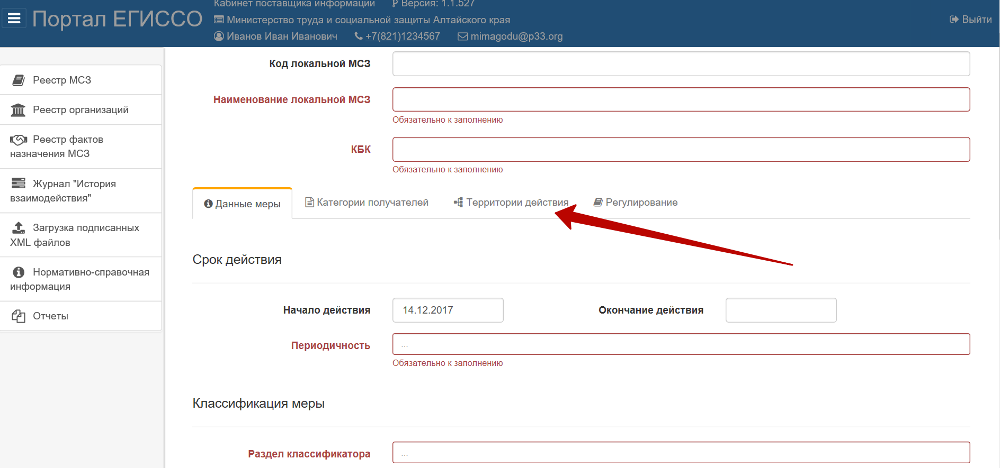 Кабинет поставщика информации Версия: 1.1.527
Портал ЕГИССО
Министерство труда и социальной защиты Алтайского края
Выйти
Иванов Иван Иванович +7(821)1234567 mimagodu@p33.org
Реестр МСЗ
Реестр организаций
Реестр фактов
назначения МСЗ
Журнал "История
взаимодействия"
Загрузка подписанных
XML файлов
Нормативно-справочная
информация
Отчеты
Код локальной МСЗ
Наименование локальной МСЗ
Обязательно к заполнению
КБК
Обязательно к заполнению
Данные меры Категории получателей Территории действия Регулирование
Срок действия
Начало действия 14.12.2017 Окончание действия
Периодичность ...
Обязательно к заполнению
Классификация меры
Раздел классификатора ...